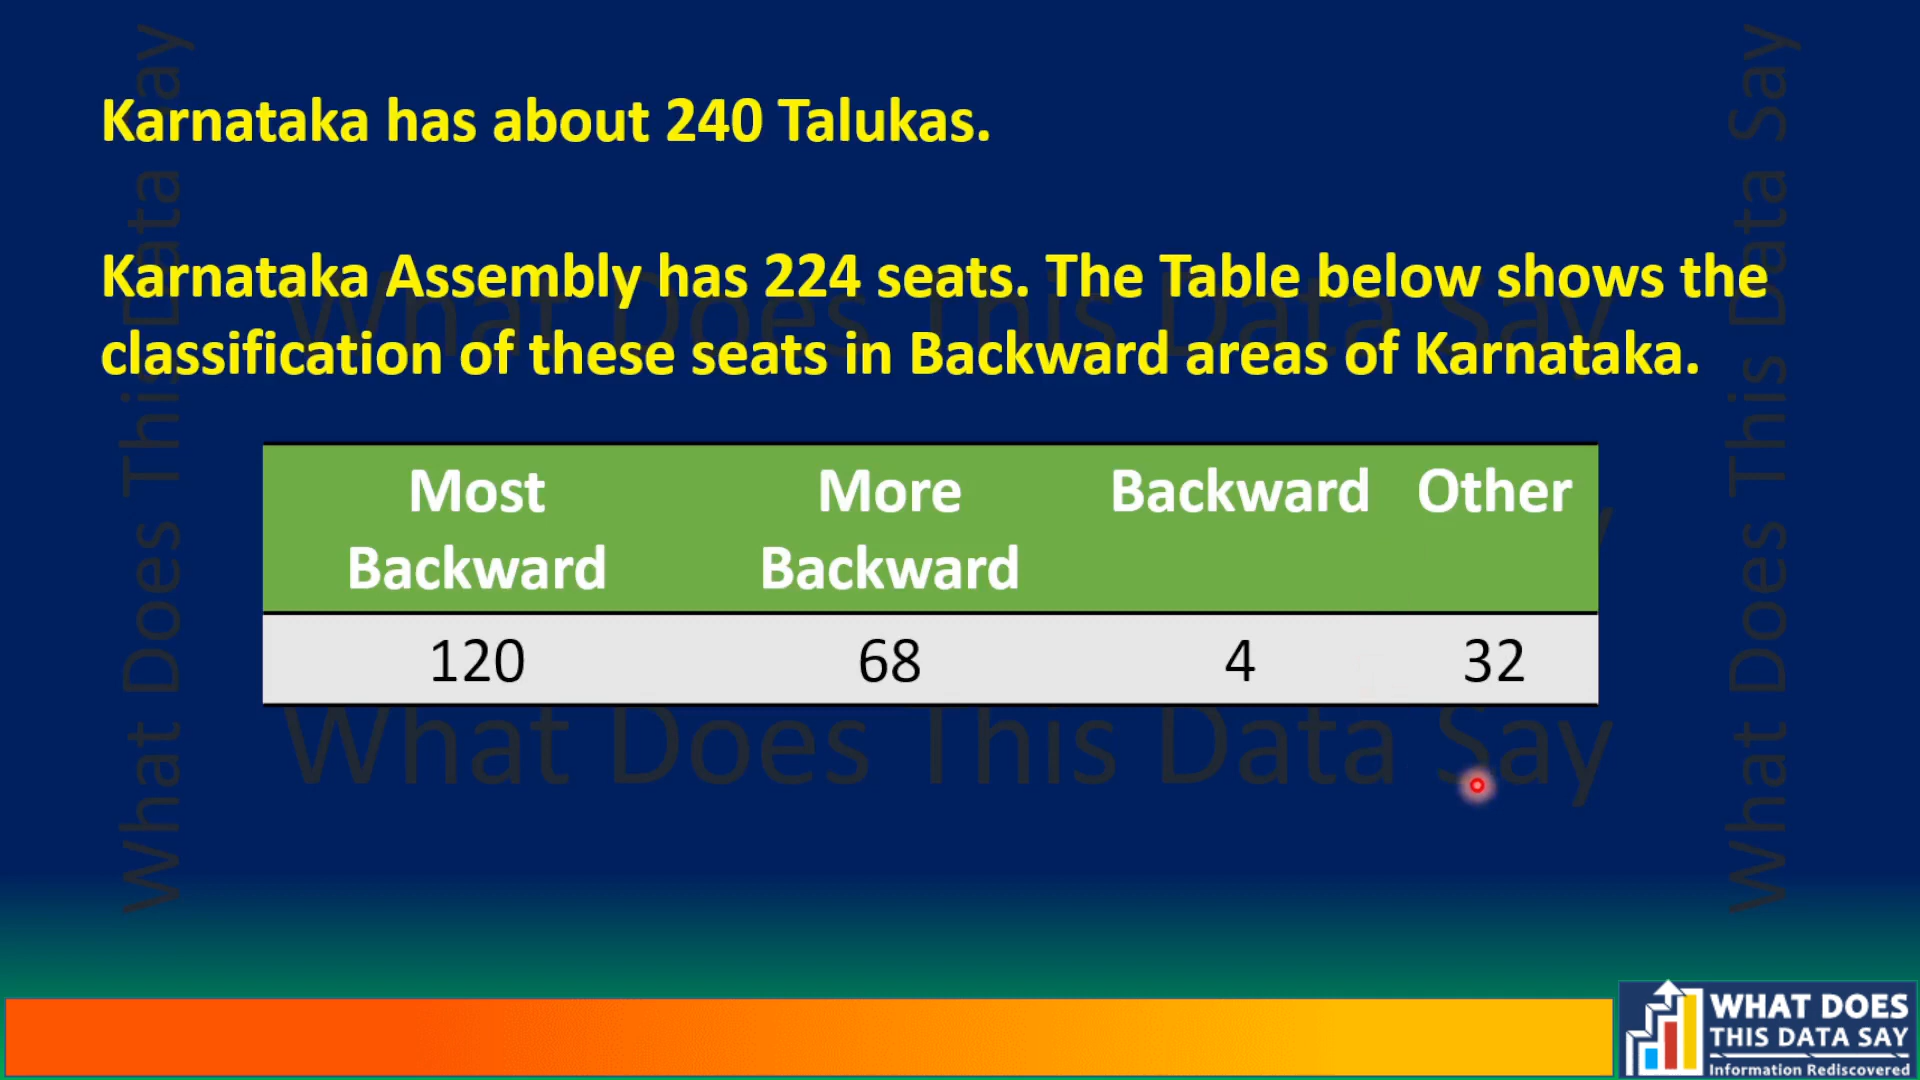 Karnataka has about 240 Talukas.
Karnataka Assembly has 224 seats. The Table below shows the
classification of these seats in Backward areas of Karnataka.
Most Backward More Backward Backward Other
120 68 4 32
What Does This Data Say
What Does This Data Say
What Does This Data Say
What Does This Data Say
WHAT DOES
THIS DATA SAY
Information Rediscovered